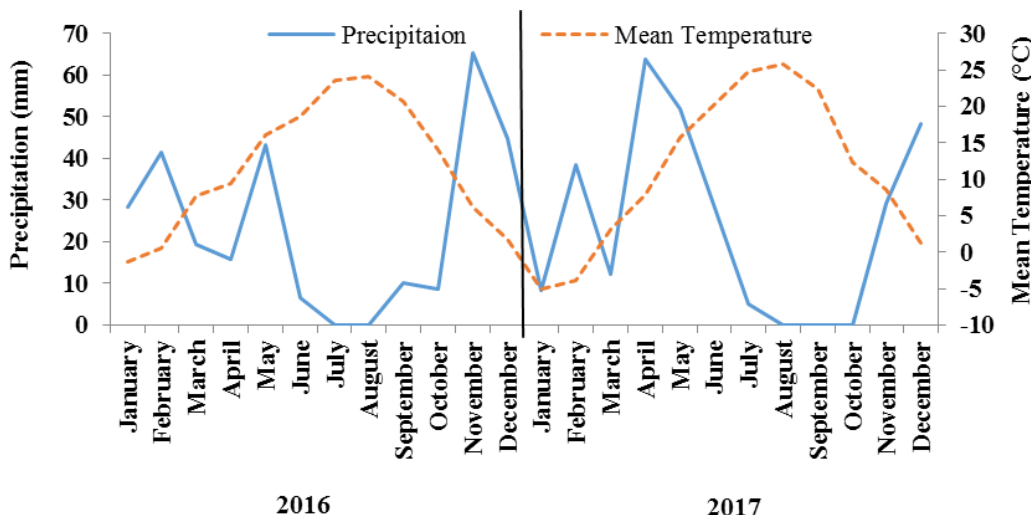 Precipitaion
Mean Temperature
Precipitation (mm)
70
60
50
40
30
20
10
0
Mean Temperature (°C)
30
25
20
15
10
5
0
-5
-10
January
February
March
April
May
June
July
August
September
October
November
December
January
February
March
April
May
June
July
August
September
October
November
December
2016
2017